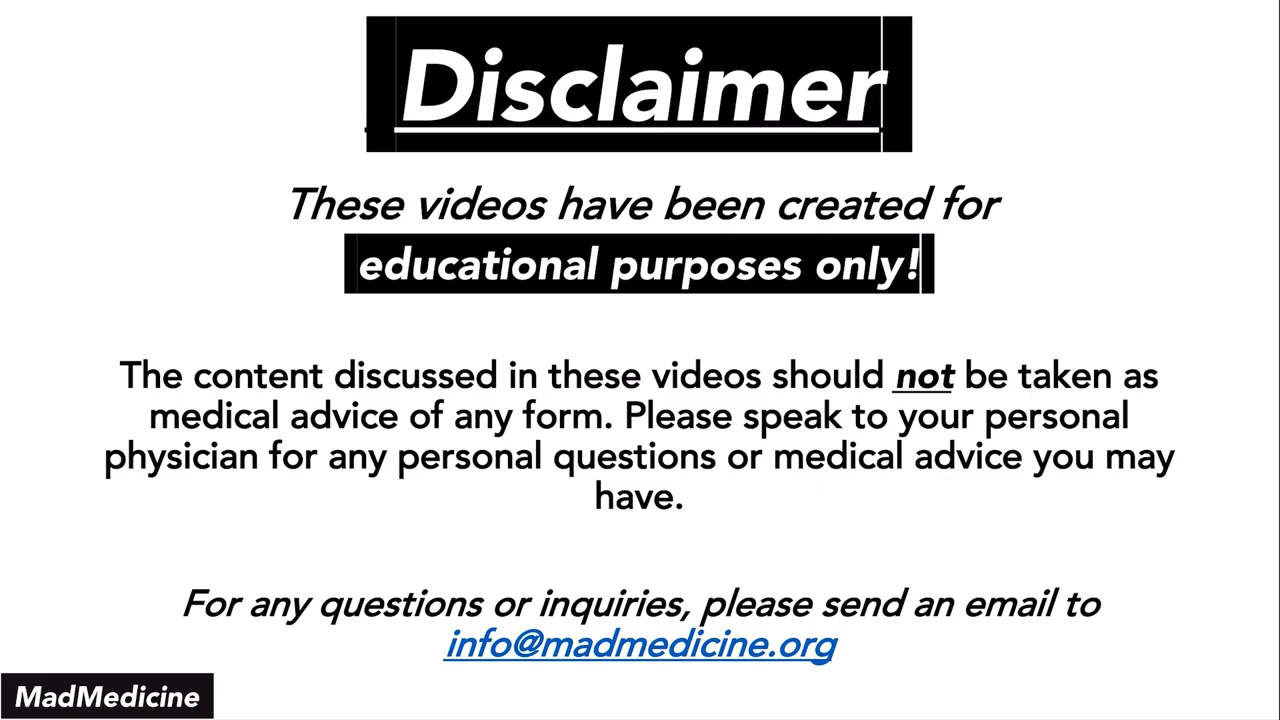 Disclaimer
These videos have been created for
educational purposes only!
The content discussed in these videos should not be taken as
medical advice of any form. Please speak to your personal
physician for any personal questions or medical advice you may
have.
For any questions or inquiries, please send an email to
info@madmedicine.org
MadMedicine